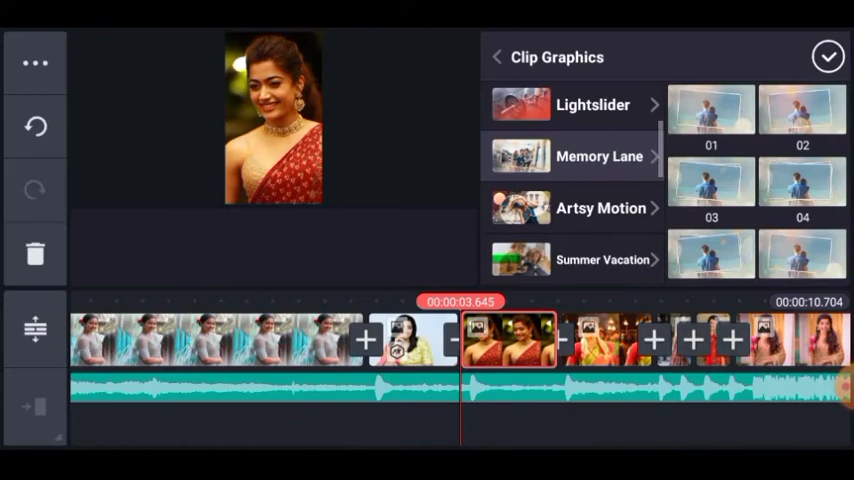 Clip Graphics
Lightslider
01
02
Memory Lane
Artsy Motion
03
04
Summer Vacation
00:00:03.645
00:00:10.704